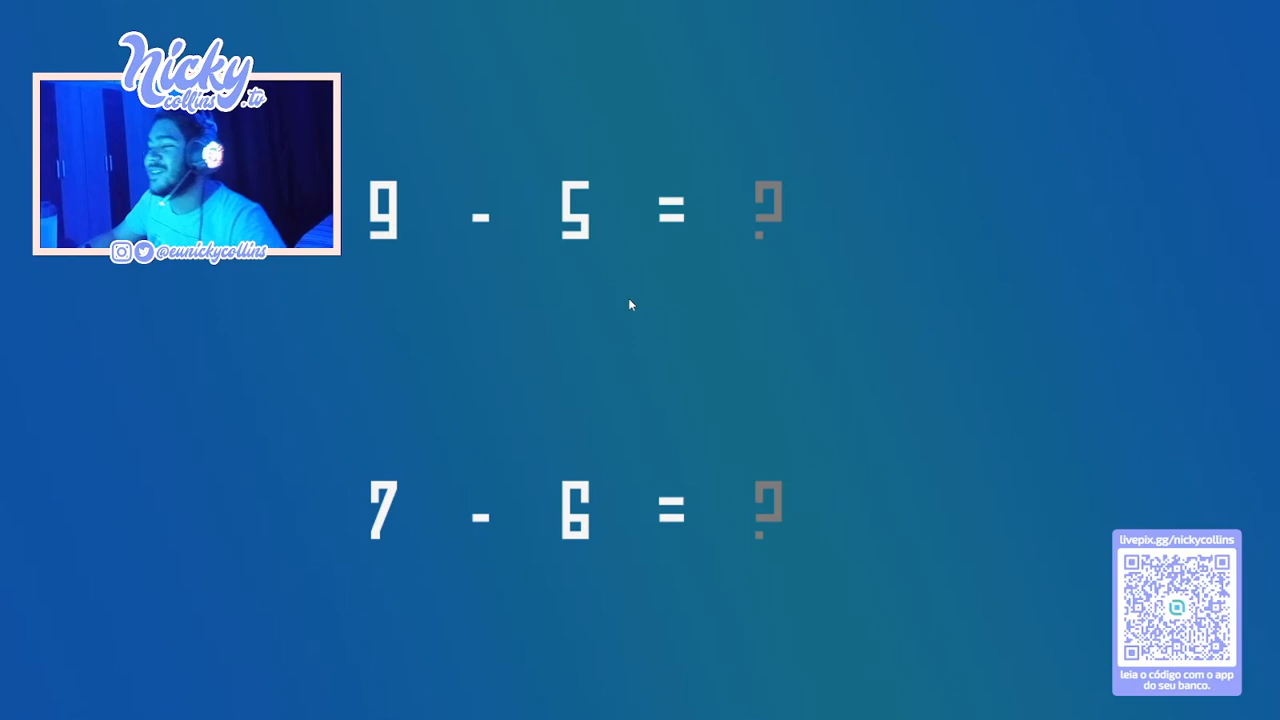 Nicky
collins.tv
@eunickycollins
9 - 5 = ?
7 - 6 = ?
livepix.gg/nickycollins
leia o código com o app
do seu banco.